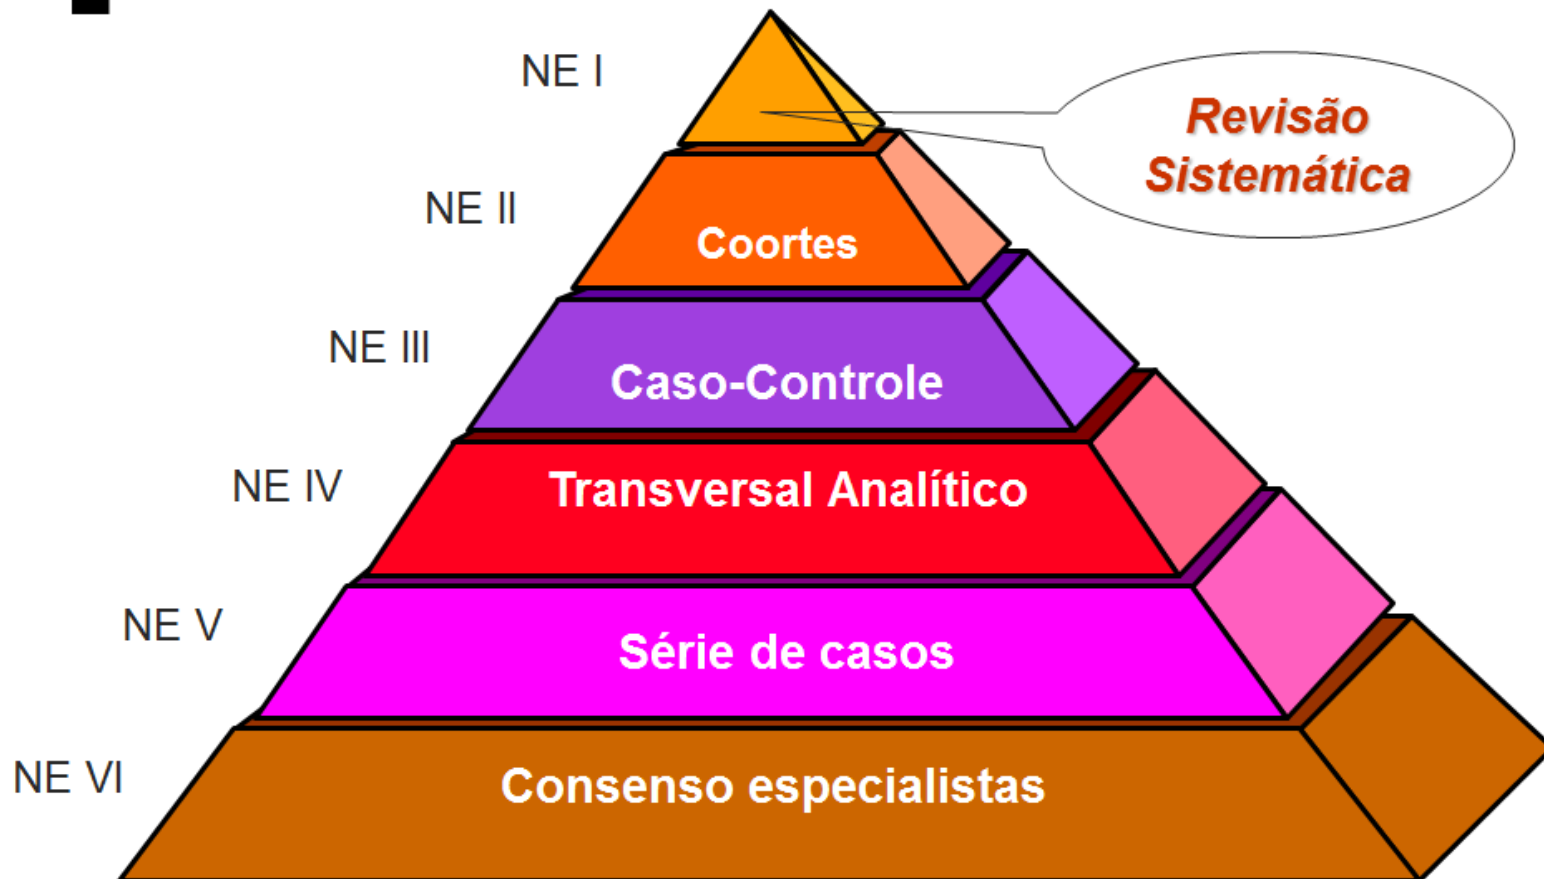 NE I
Revisão
Sistemática
NE II
Coortes
NE III
Caso-Controle
NE IV
Transversal Analítico
NE V
Série de casos
NE VI
Consenso especialistas